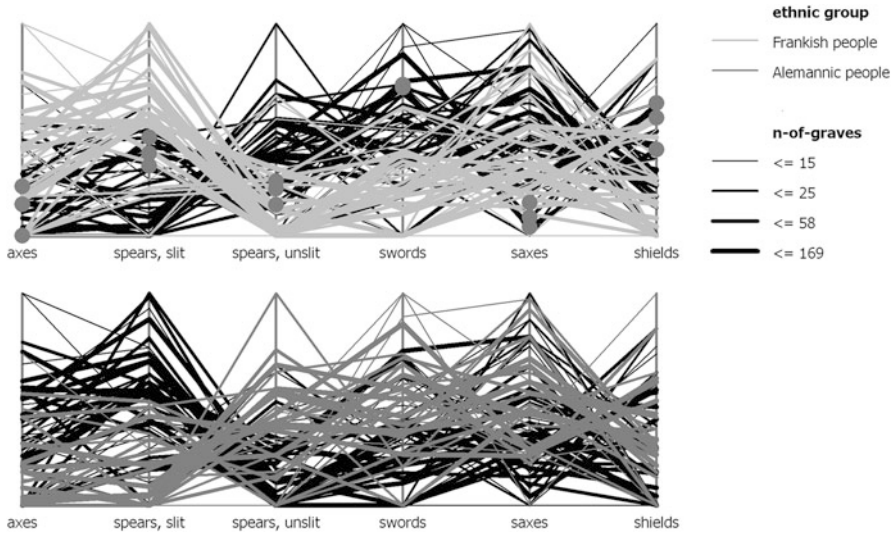 ethnic group
Frankish people
Alemannic people
n-of-graves
<= 15
<= 25
<= 58
<= 169
axes spears, slit spears, unslit swords saxes shields
axes spears, slit spears, unslit swords saxes shields